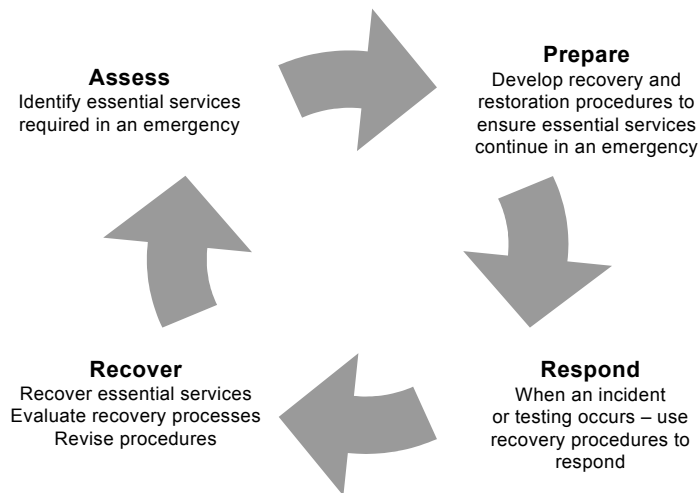 Assess
Identify essential services
required in an emergency
Prepare
Develop recovery and
restoration procedures to
ensure essential services
continue in an emergency
Respond
When an incident
or testing occurs – use
recovery procedures to
respond
Recover
Recover essential services
Evaluate recovery processes
Revise procedures